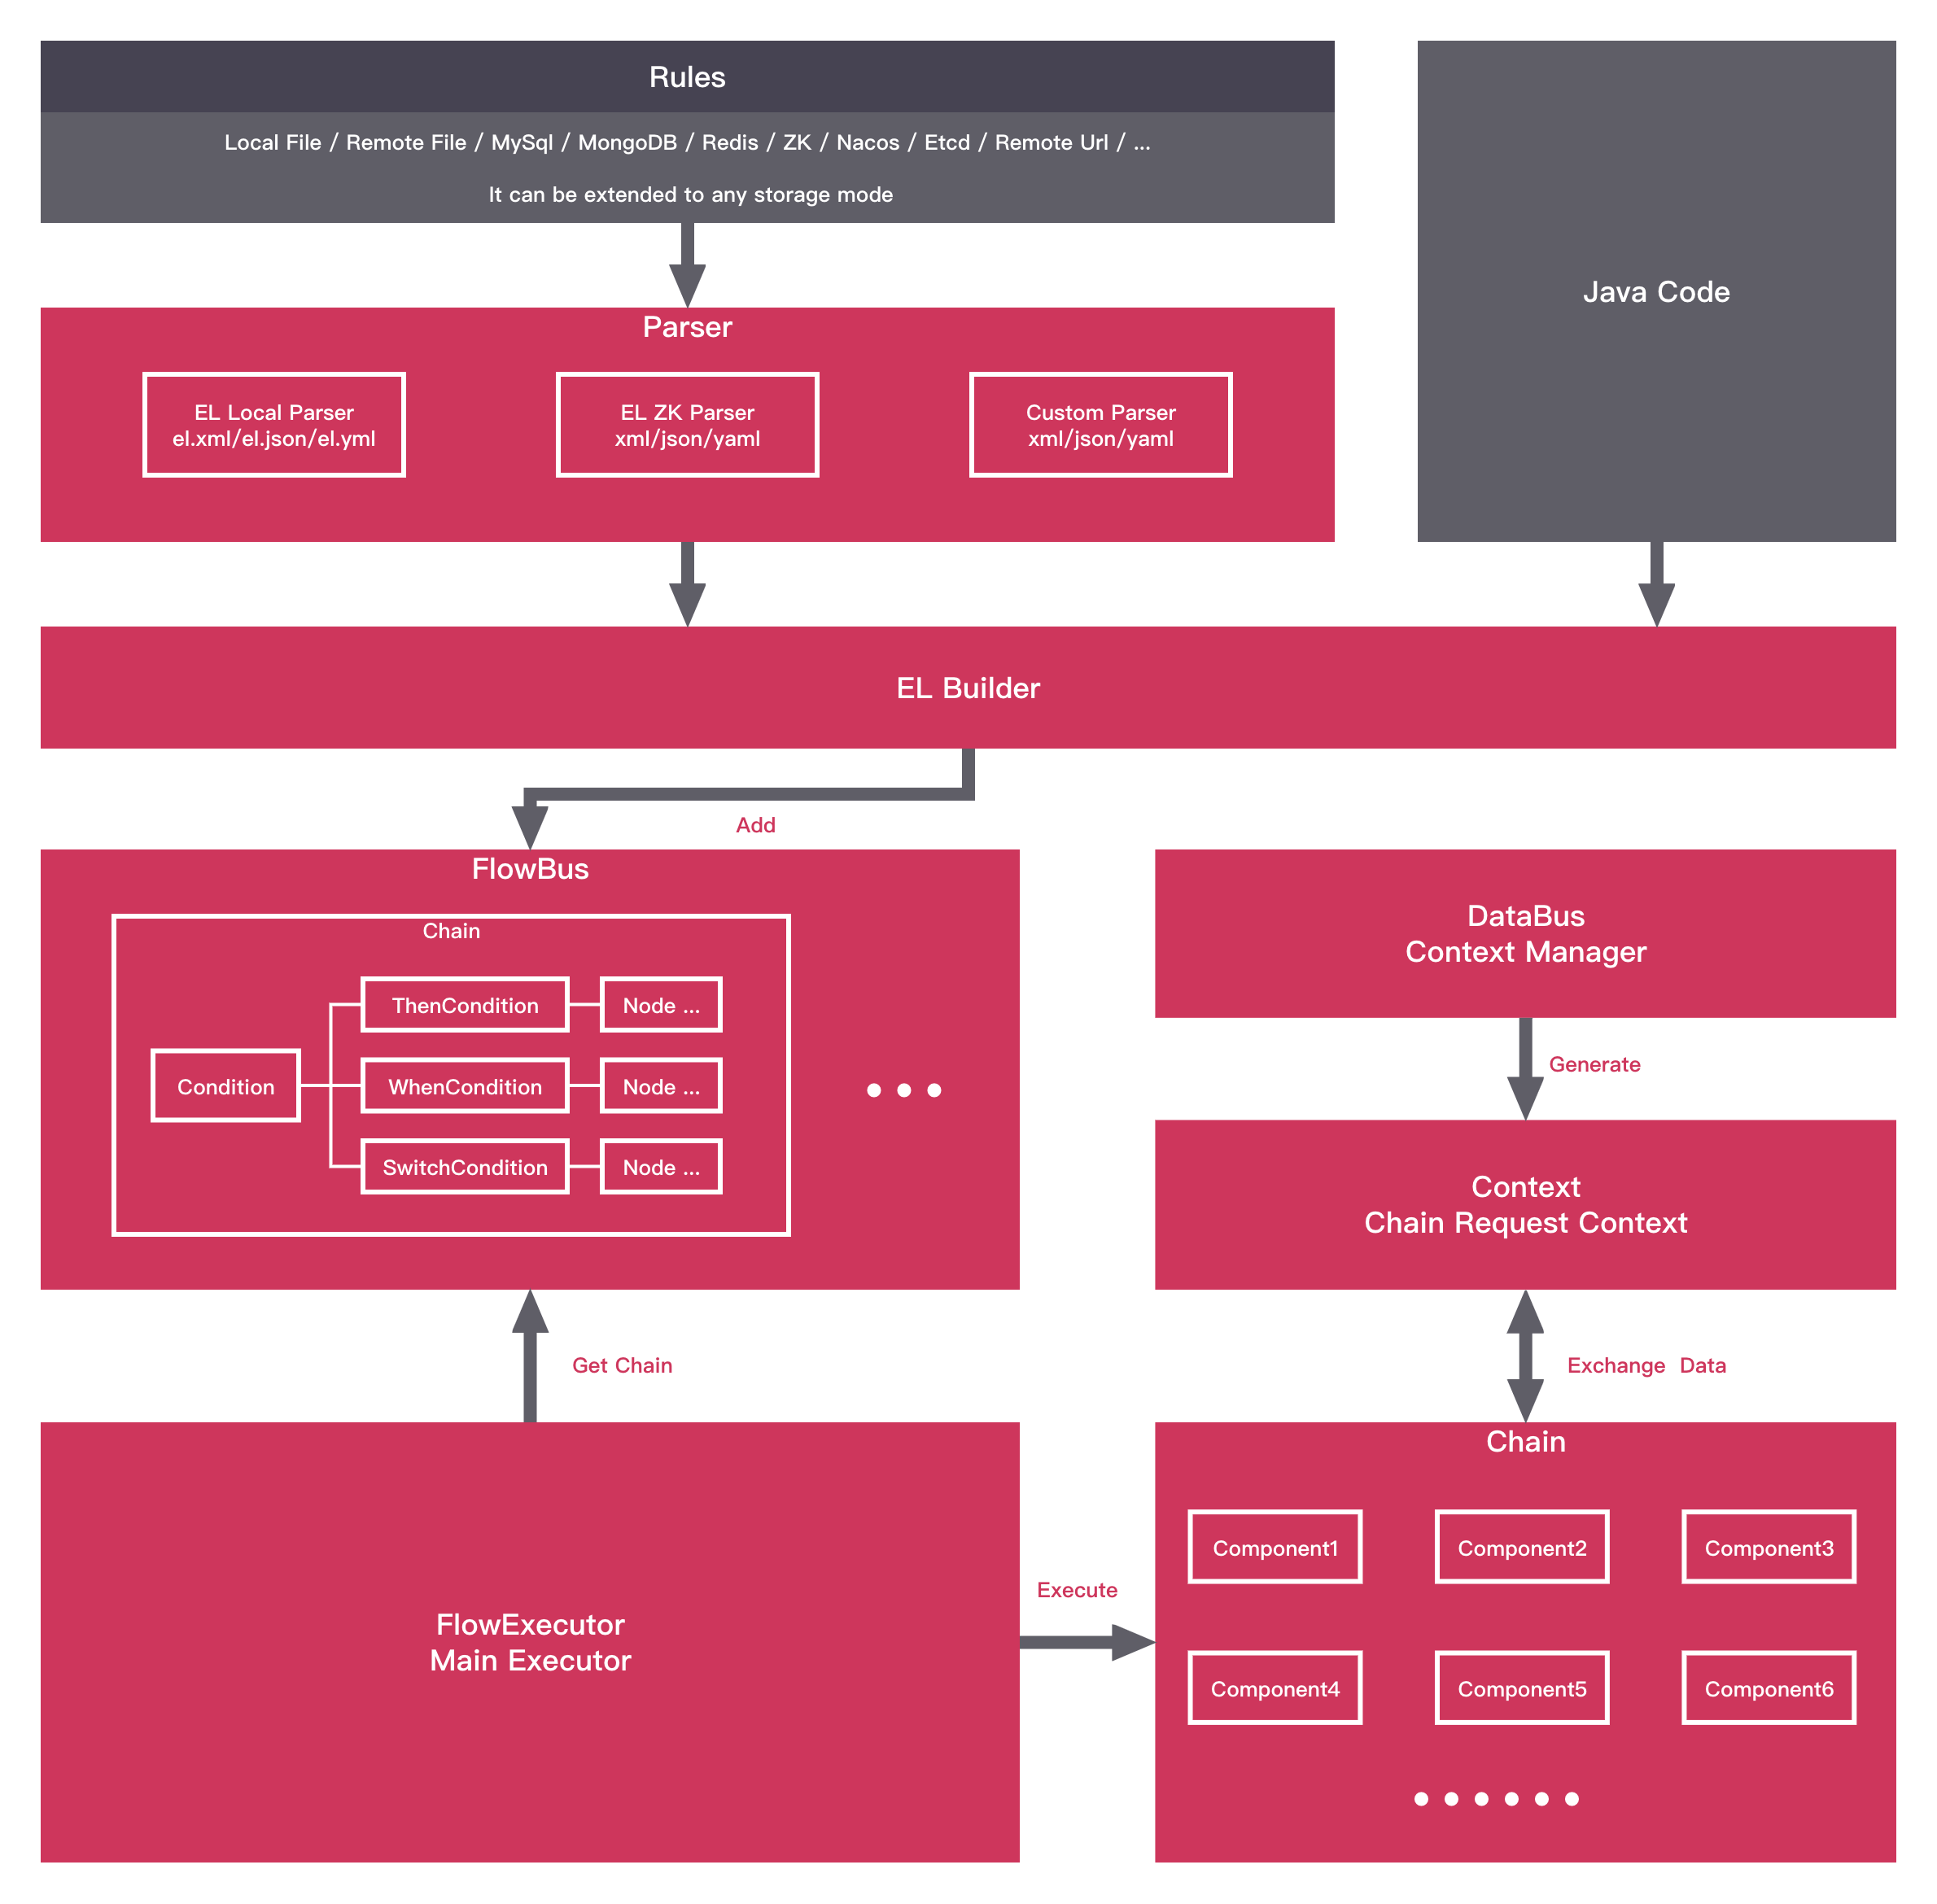 Rules
Local File / Remote File / MySql / MongoDB / Redis / ZK / Nacos / Etcd / Remote Url / ...
It can be extended to any storage mode
Java Code
Parser
EL Local Parser
el.xml/el.json/el.yml
EL ZK Parser
xml/json/yaml
Custom Parser
xml/json/yaml
EL Builder
Add
FlowBus
Chain
Condition
ThenCondition
Node ...
WhenCondition
Node ...
SwitchCondition
Node ...
DataBus
Context Manager
Generate
Context
Chain Request Context
Get Chain
Exchange Data
FlowExecutor
Main Executor
Execute
Chain
Component1
Component2
Component3
Component4
Component5
Component6